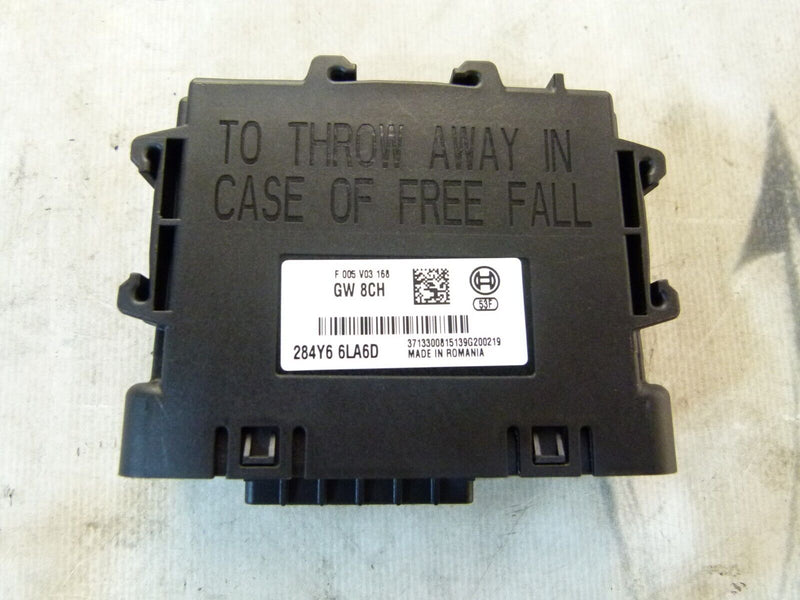 TO THROW AWAY IN
CASE OF FREE FALL
F 005 V03 168
GW 8CH
53F
284Y6 6LA6D
3713300815139G200219
MADE IN ROMANIA